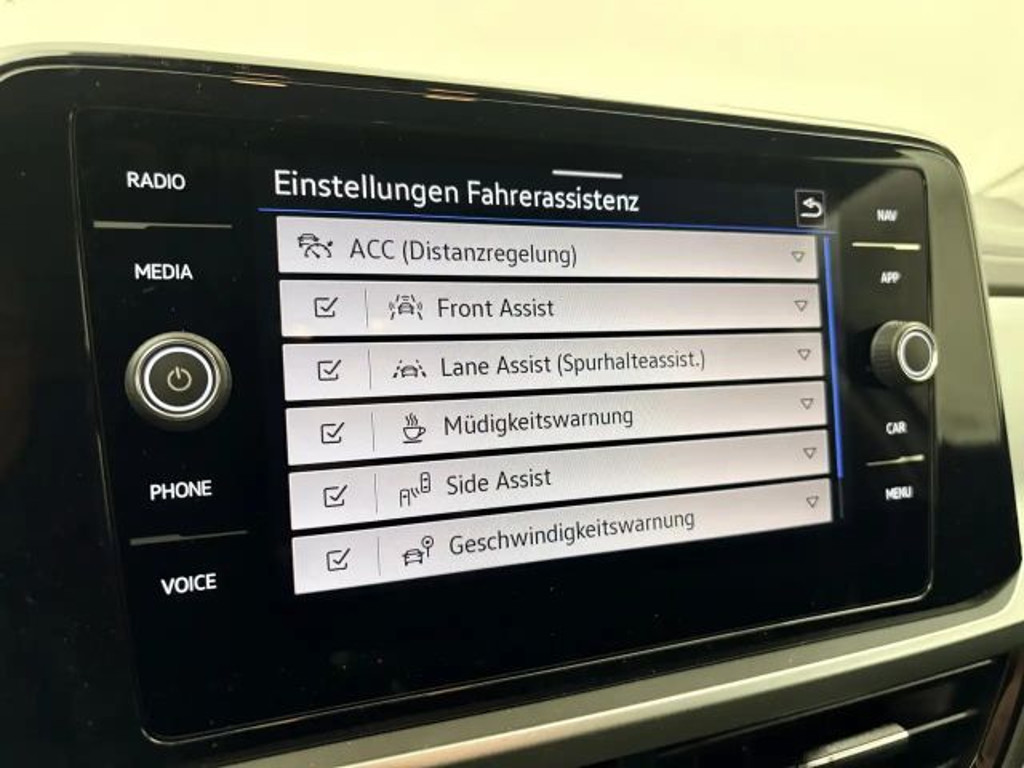 RADIO
MEDIA
PHONE
VOICE
Einstellungen Fahrerassistenz
ACC (Distanzregelung)
Front Assist
Lane Assist (Spurhalteassist.)
Müdigkeitswarnung
Side Assist
Geschwindigkeitswarnung
NAV
APP
CAR
MENU